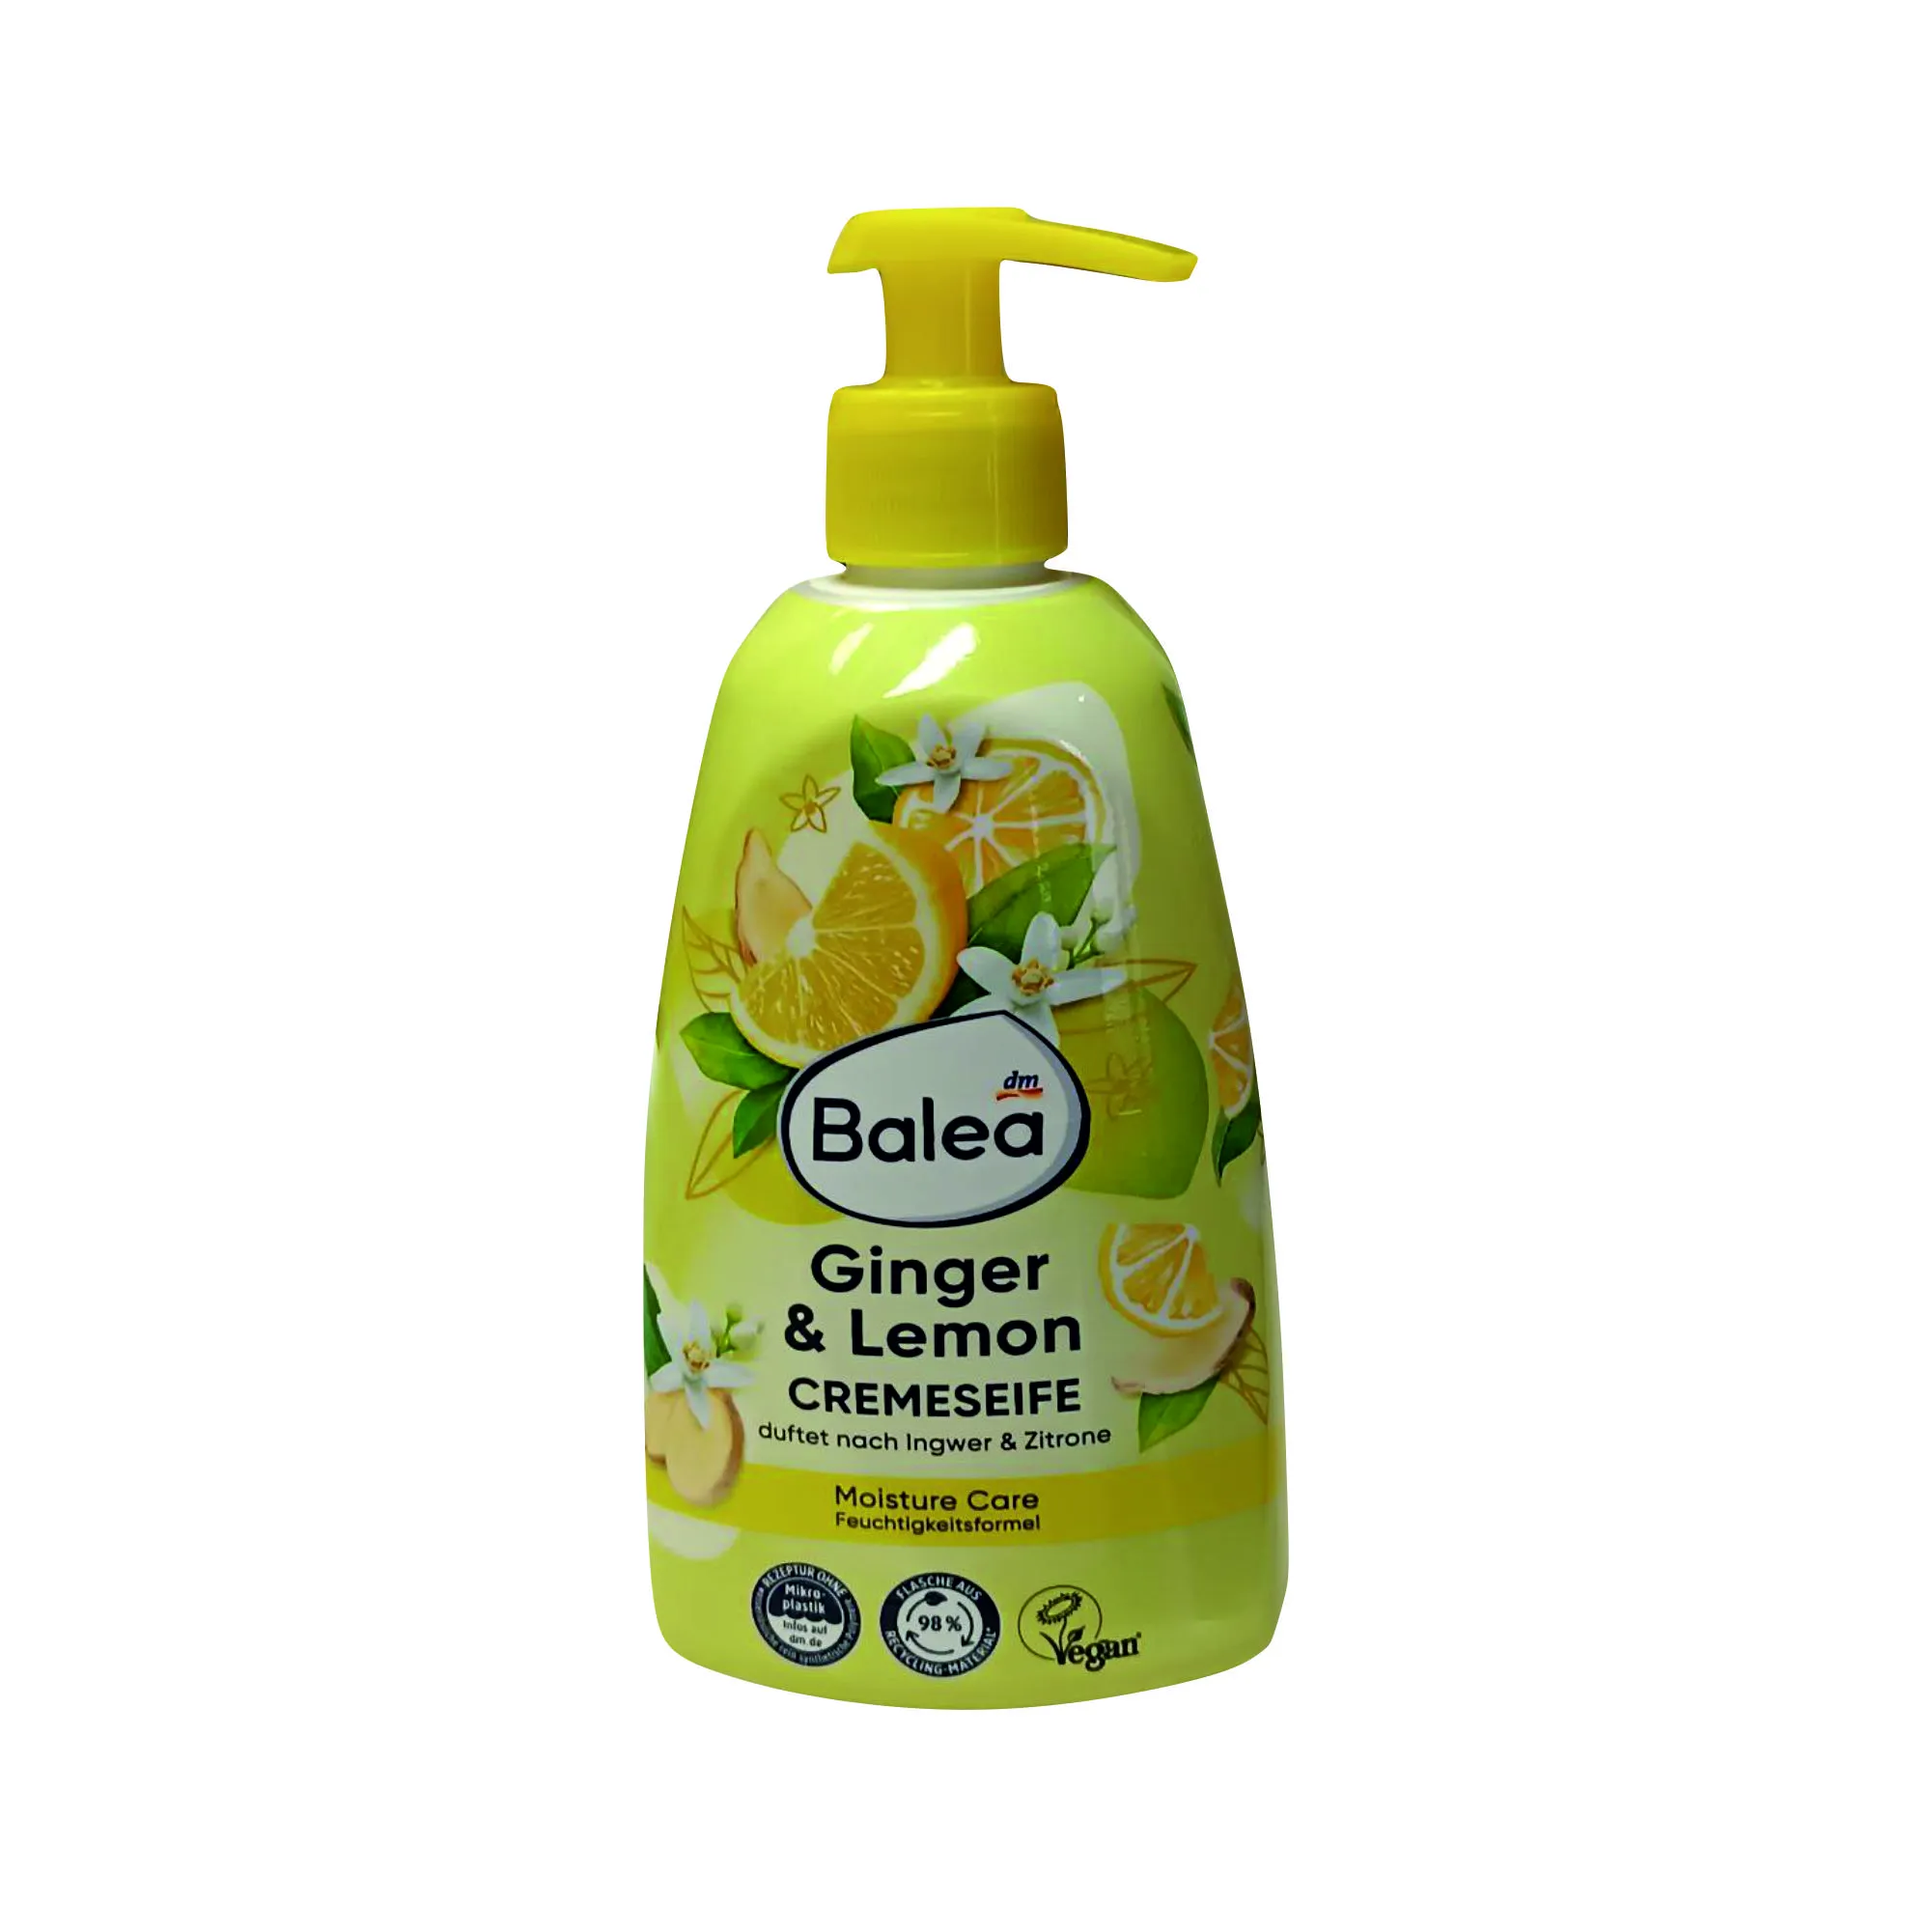 dm
Balea
Ginger
& Lemon
CREMESEIFE
duftet nach Ingwer & Zitrone
Moisture Care
Feuchtigkeitsformel
REZEPTUR OHNE
Mikro-
plastik
Infos auf
dm.de
FLASCHE AUS
98 %
RECYCLING-MATERIAL
Vegan